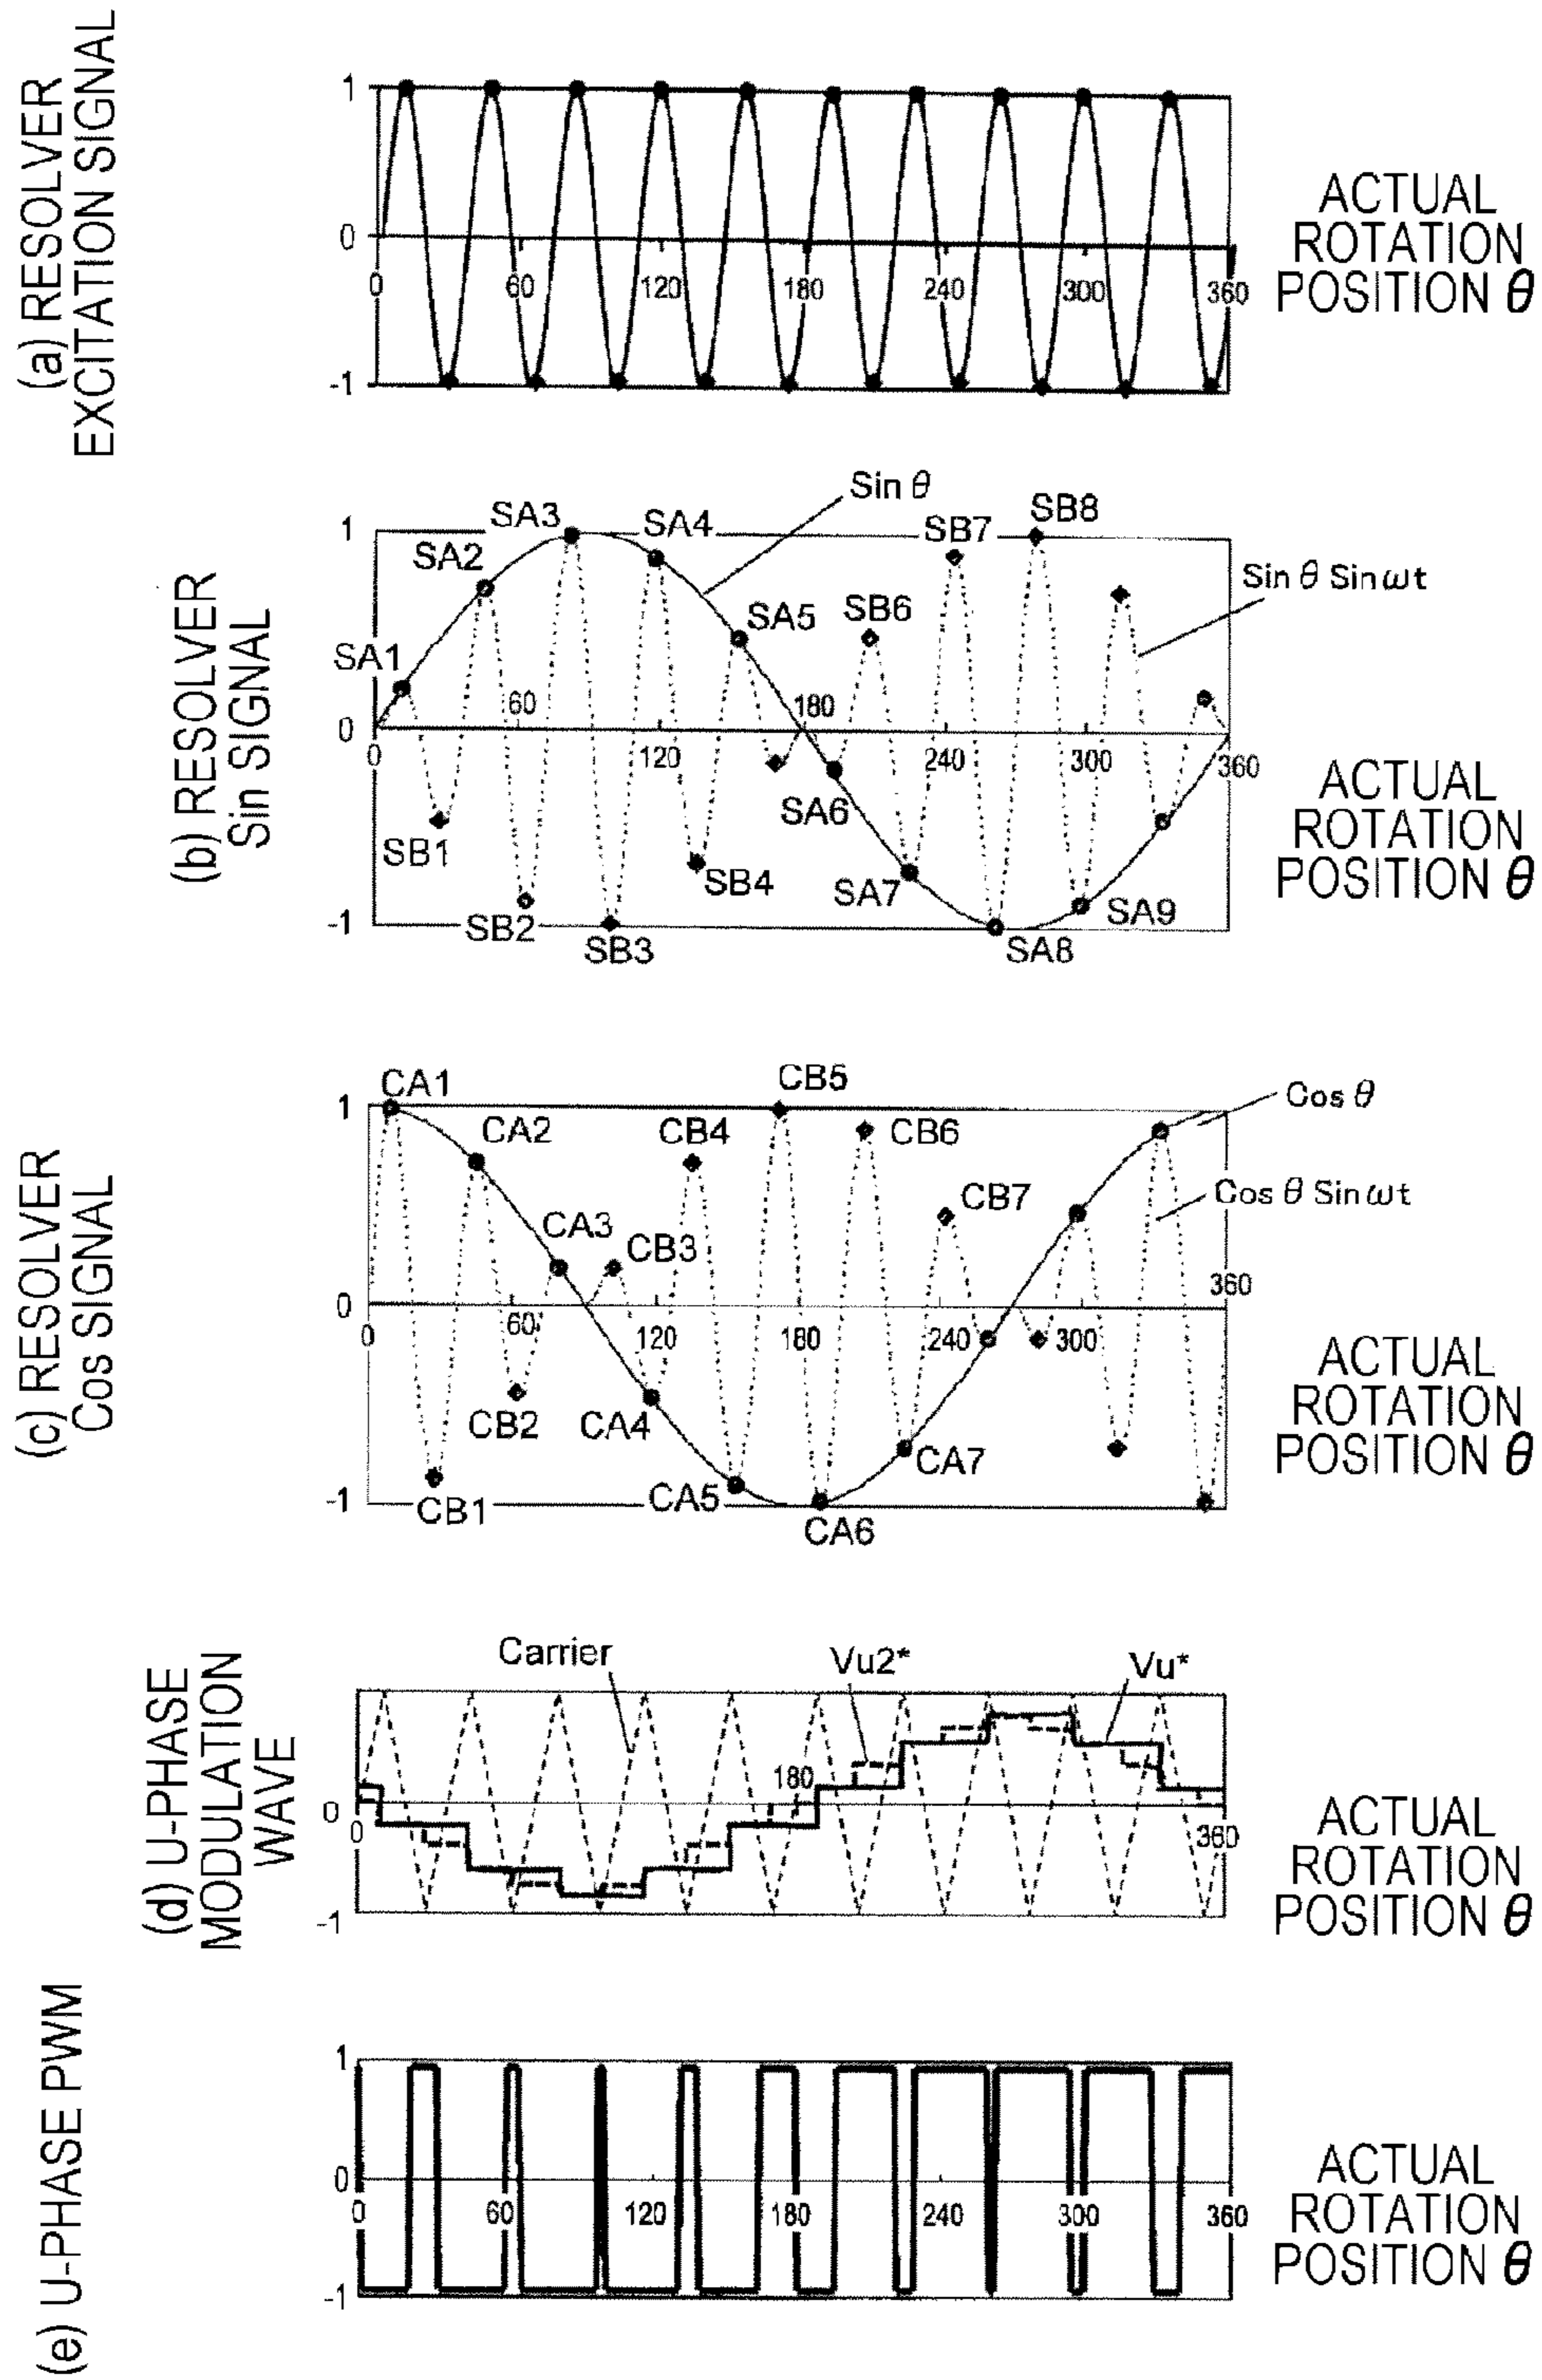 (a) RESOLVER
EXCITATION SIGNAL
1
0
-1
0
60
120
180
240
300
360
ACTUAL
ROTATION
POSITION θ
(b) RESOLVER
Sin SIGNAL
1
0
-1
0
60
120
180
240
300
360
SA1
SA2
SA3
SA4
SA5
SA6
SA7
SA8
SA9
SB1
SB2
SB3
SB4
SB6
SB7
SB8
Sin θ
Sin θ Sin ωt
ACTUAL
ROTATION
POSITION θ
(c) RESOLVER
Cos SIGNAL
1
0
-1
0
60
120
180
240
300
360
CA1
CA2
CA3
CA4
CA5
CA6
CA7
CB1
CB2
CB3
CB4
CB5
CB6
CB7
Cos θ
Cos θ Sin ωt
ACTUAL
ROTATION
POSITION θ
(d) U-PHASE
MODULATION
WAVE
0
-1
0
180
360
Carrier
Vu2*
Vu*
ACTUAL
ROTATION
POSITION θ
(e) U-PHASE PWM
1
0
-1
0
60
120
180
240
300
360
ACTUAL
ROTATION
POSITION θ